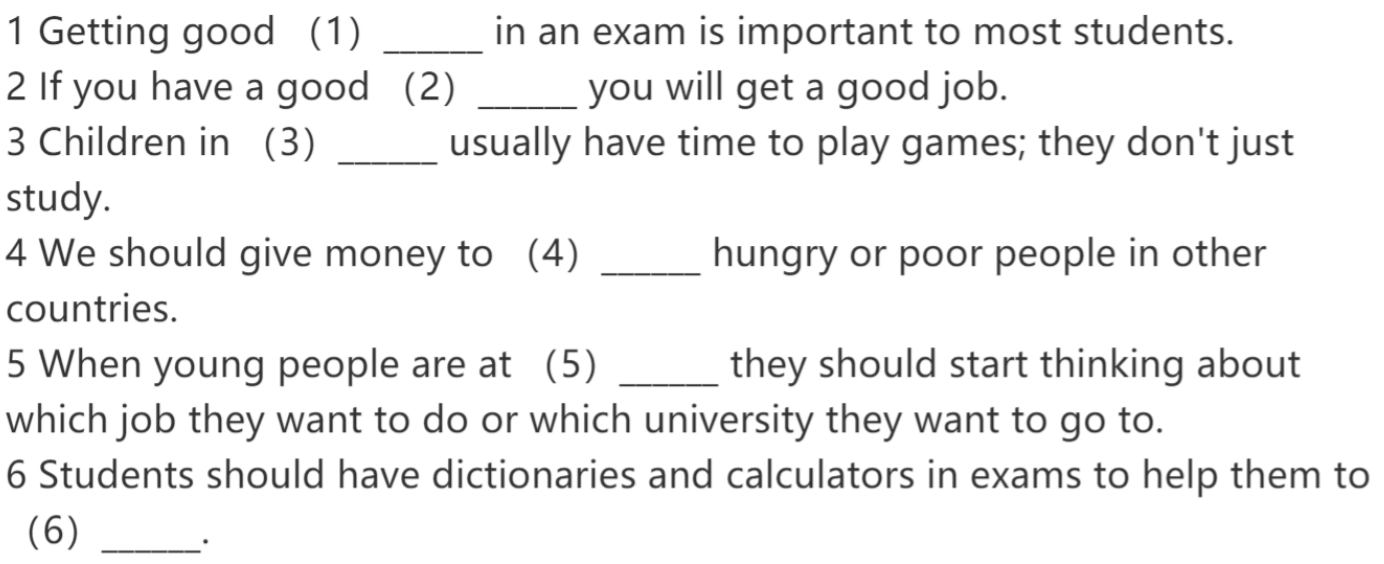 1 Getting good （1） ______ in an exam is important to most students.
2 If you have a good （2） ______ you will get a good job.
3 Children in （3） ______ usually have time to play games; they don't just
study.
4 We should give money to （4） ______ hungry or poor people in other
countries.
5 When young people are at （5） ______ they should start thinking about
which job they want to do or which university they want to go to.
6 Students should have dictionaries and calculators in exams to help them to
（6） ______.